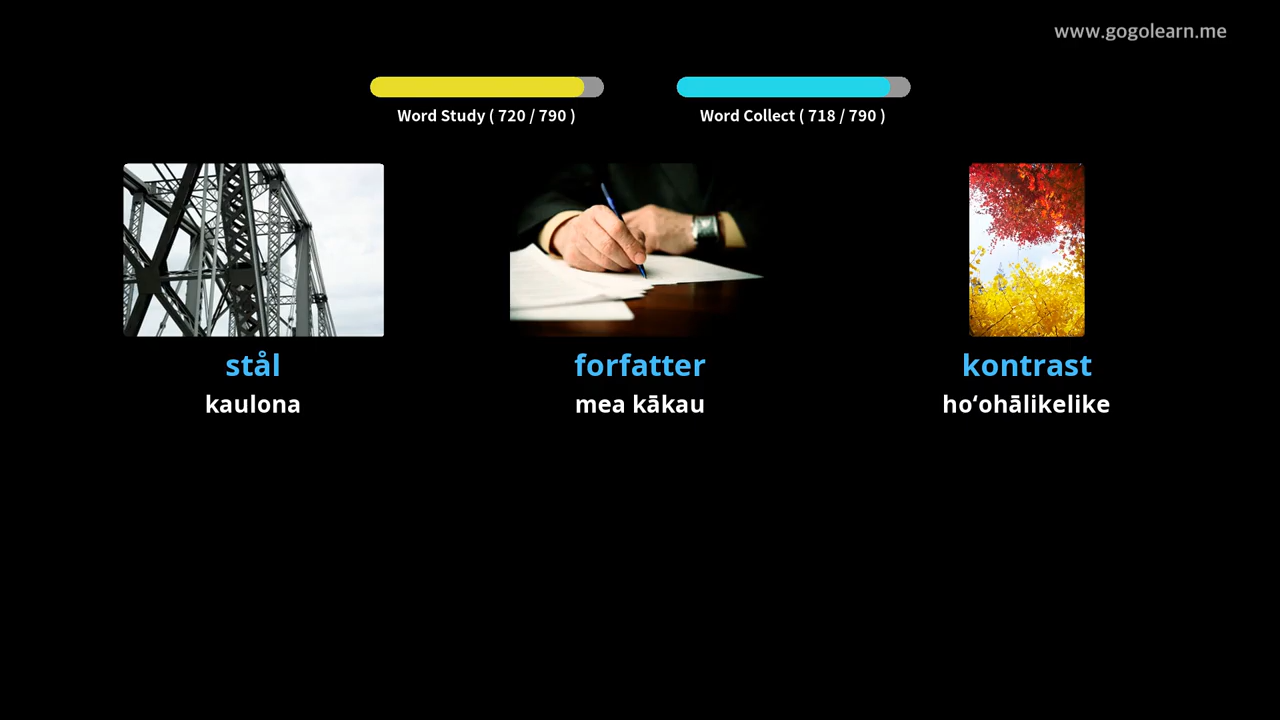 www.gogolearn.me
Word Study ( 720 / 790 )
Word Collect ( 718 / 790 )
stål
forfatter
kontrast
kaulona
mea kākau
hoʻohālikelike